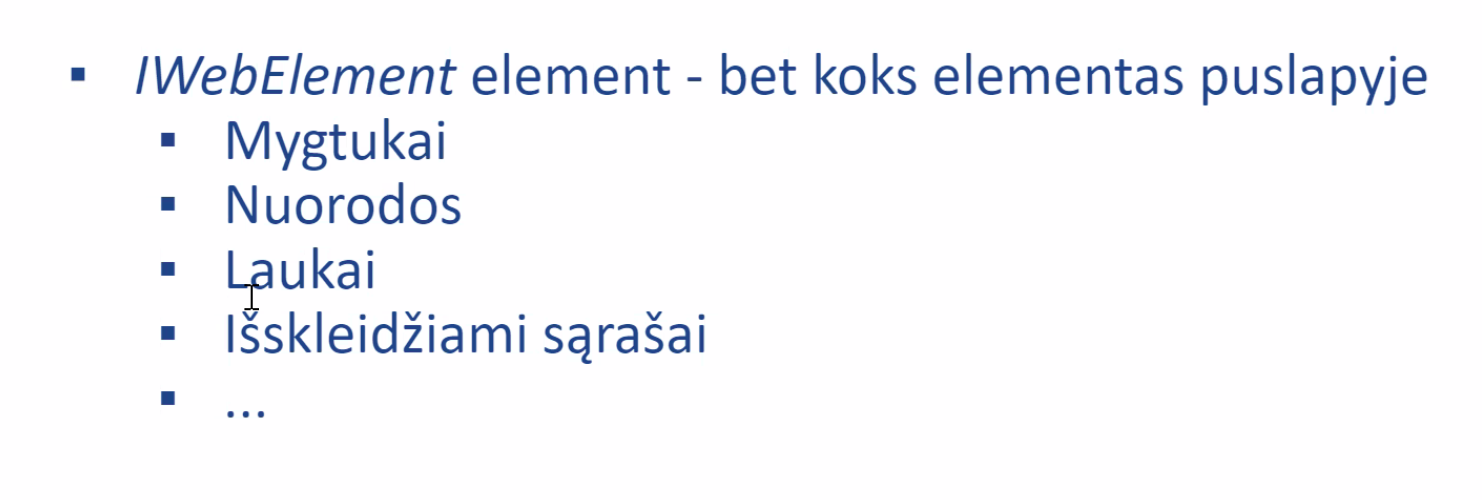 ▪ IWebElement element - bet koks elementas puslapyje
▪ Mygtukai
▪ Nuorodos
▪ Laukai
▪ Išskleidžiami sąrašai
▪ ...